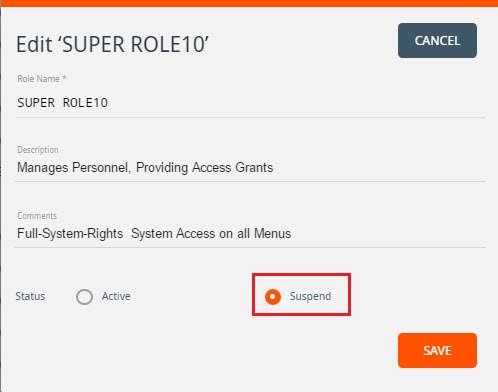 Edit ‘SUPER ROLE10’
CANCEL
Role Name *
SUPER ROLE10
Description
Manages Personnel, Providing Access Grants
Comments
Full-System-Rights  System Access on all Menus
Status Active Suspend
SAVE